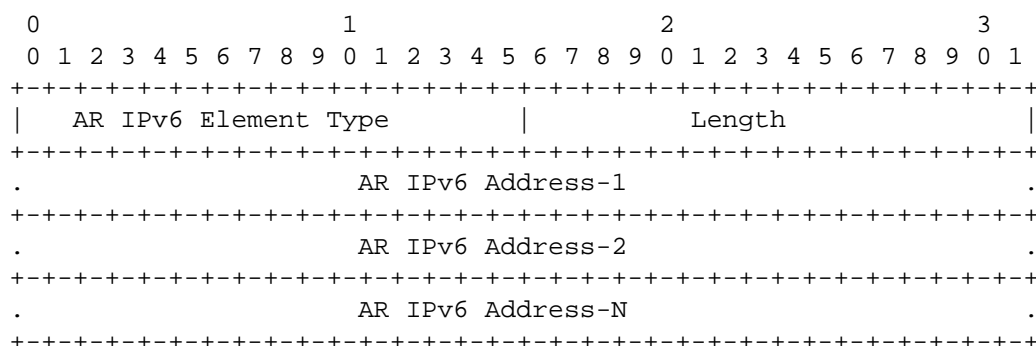 0                   1                   2                   3
0 1 2 3 4 5 6 7 8 9 0 1 2 3 4 5 6 7 8 9 0 1 2 3 4 5 6 7 8 9 0 1
+-+-+-+-+-+-+-+-+-+-+-+-+-+-+-+-+-+-+-+-+-+-+-+-+-+-+-+-+-+-+-+-+
|   AR IPv6 Element Type        |          Length               |
+-+-+-+-+-+-+-+-+-+-+-+-+-+-+-+-+-+-+-+-+-+-+-+-+-+-+-+-+-+-+-+-+
.                     AR IPv6 Address-1                         .
+-+-+-+-+-+-+-+-+-+-+-+-+-+-+-+-+-+-+-+-+-+-+-+-+-+-+-+-+-+-+-+-+
.                     AR IPv6 Address-2                         .
+-+-+-+-+-+-+-+-+-+-+-+-+-+-+-+-+-+-+-+-+-+-+-+-+-+-+-+-+-+-+-+-+
.                     AR IPv6 Address-N                         .
+-+-+-+-+-+-+-+-+-+-+-+-+-+-+-+-+-+-+-+-+-+-+-+-+-+-+-+-+-+-+-+-+